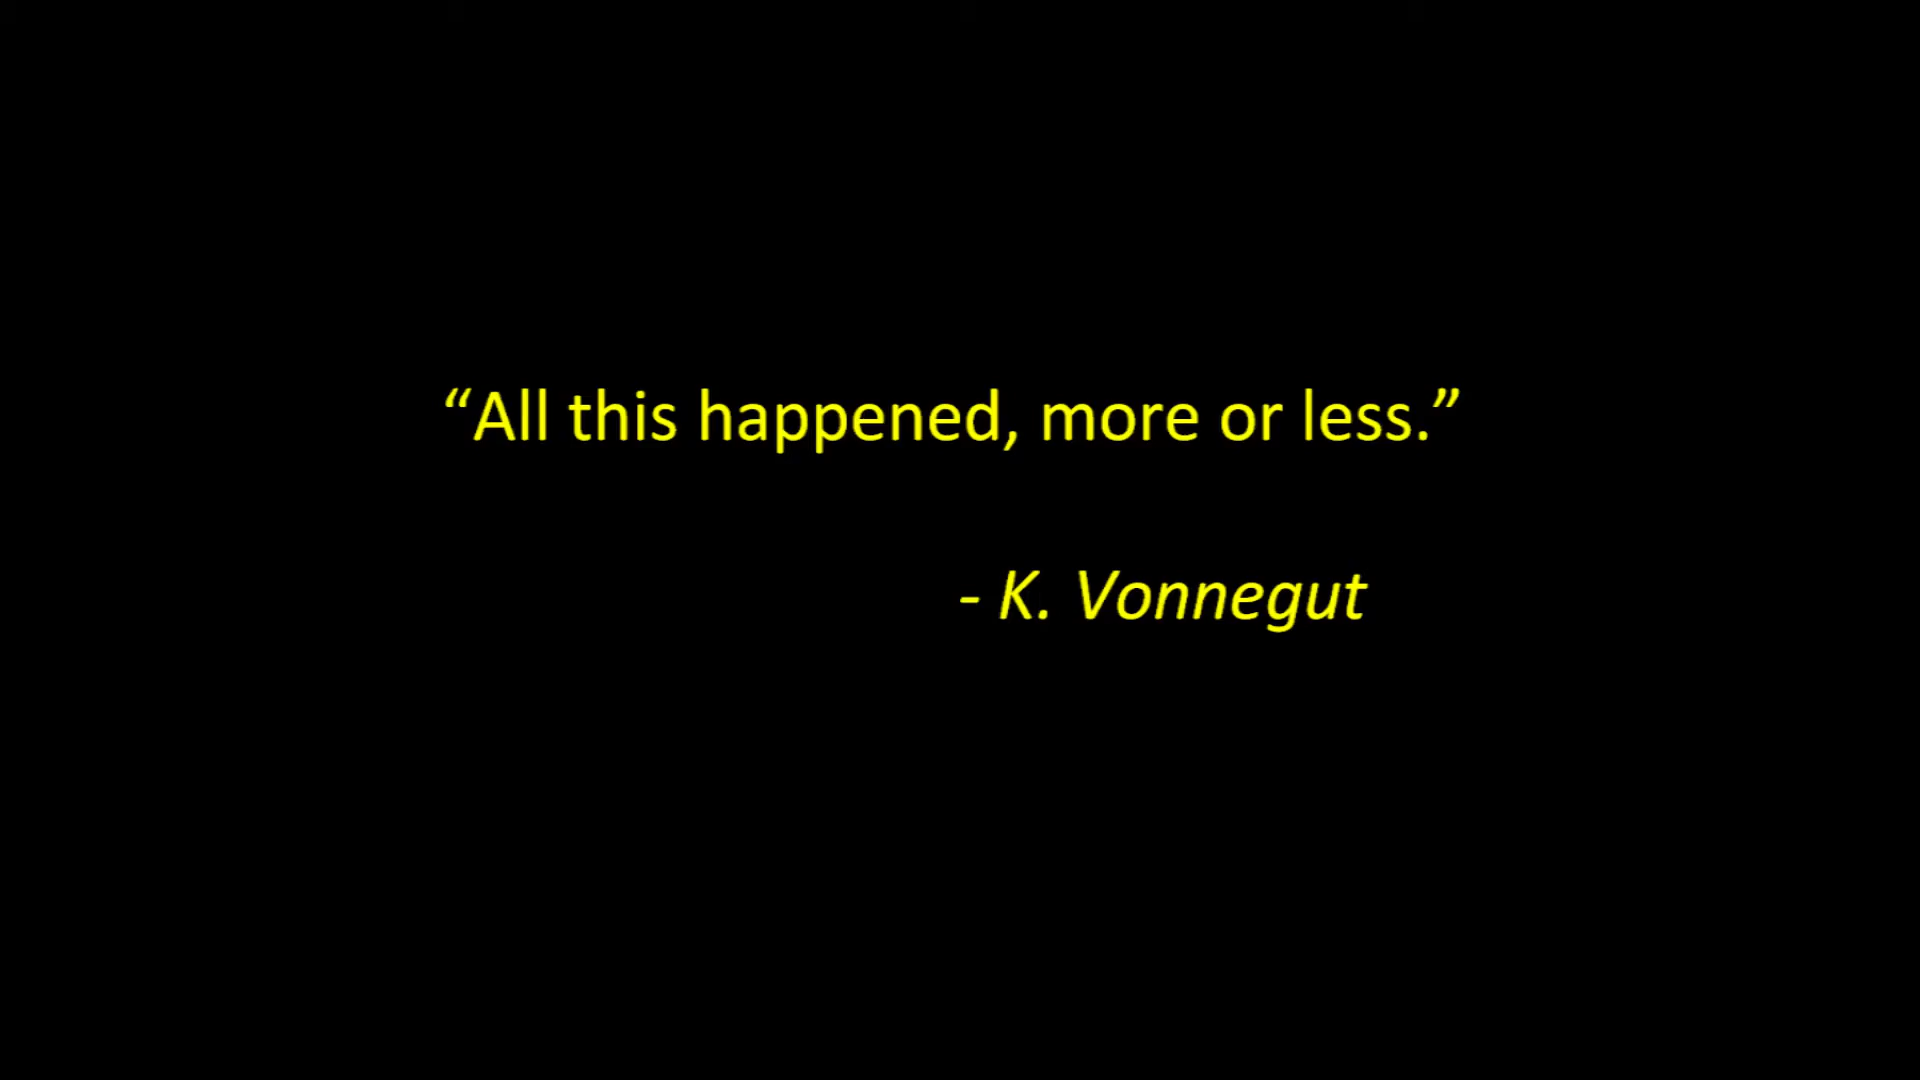 “All this happened, more or less.”
- K. Vonnegut